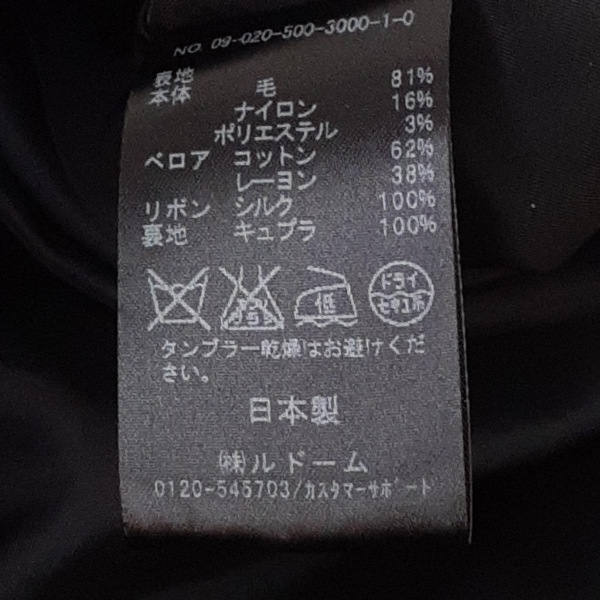 NO. 09-020-500-3000-1-0
表地
本体 毛 81%
ナイロン 16%
ポリエステル 3%
ベロア コットン 62%
レーヨン 38%
リボン シルク 100%
裏地 キュプラ 100%
低
ドライ
セキユ系
タンブラー乾燥はお避けくだ
さい。
日本製
(株)ルドーム
0120-545703/カスタマーサポート